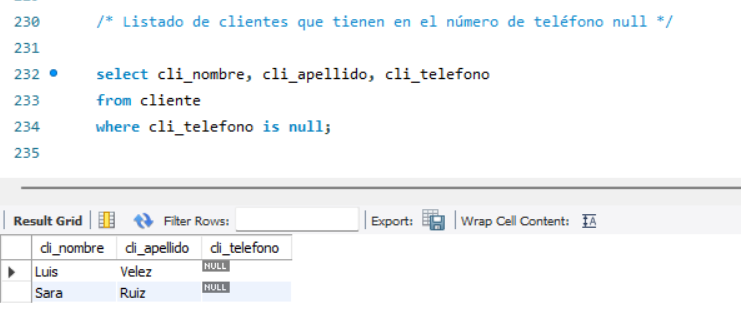 230 /* Listado de clientes que tienen en el número de teléfono null */
231
232 select cli_nombre, cli_apellido, cli_telefono
233 from cliente
234 where cli_telefono is null;
235
Result Grid Filter Rows: Export: Wrap Cell Content: IA
cli_nombre cli_apellido cli_telefono
Luis Velez NULL
Sara Ruiz NULL